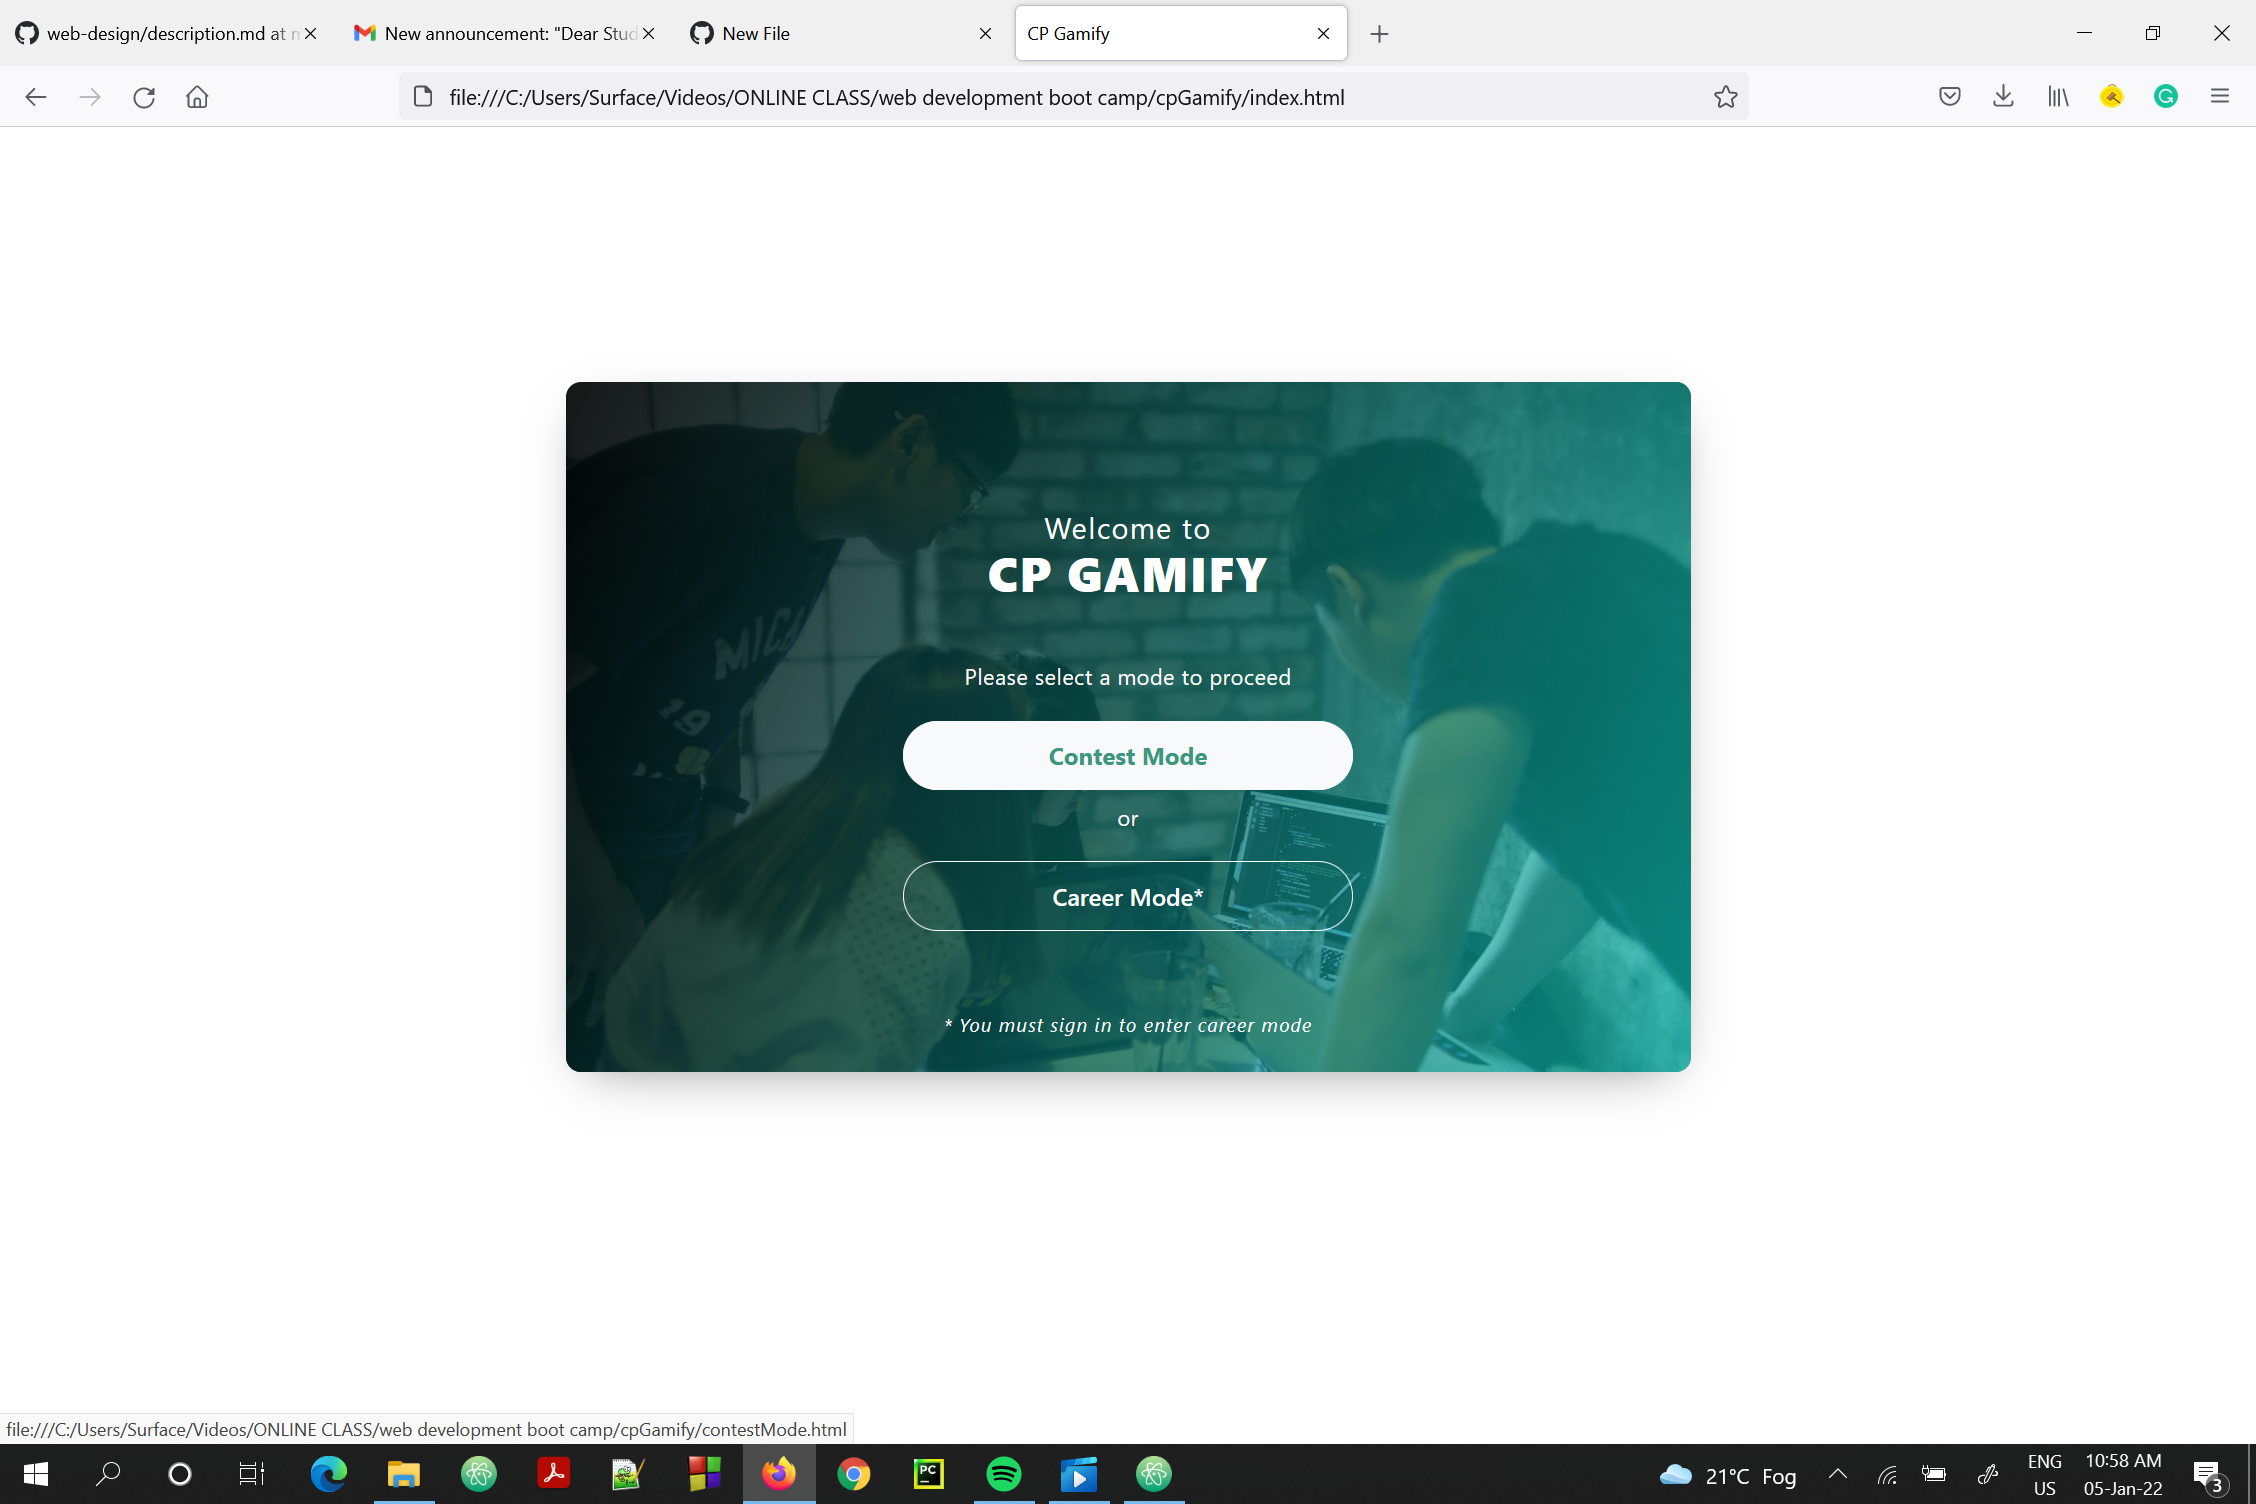 web-design/description.md at
New announcement: "Dear Stud
New File
CP Gamify
file:///C:/Users/Surface/Videos/ONLINE CLASS/web development boot camp/cpGamify/index.html
MICH
19
Welcome to
CP GAMIFY
Please select a mode to proceed
Contest Mode
or
Career Mode*
* You must sign in to enter career mode
file:///C:/Users/Surface/Videos/ONLINE CLASS/web development boot camp/cpGamify/contestMode.html
PC
21°C Fog
ENG
US
10:58 AM
05-Jan-22
3